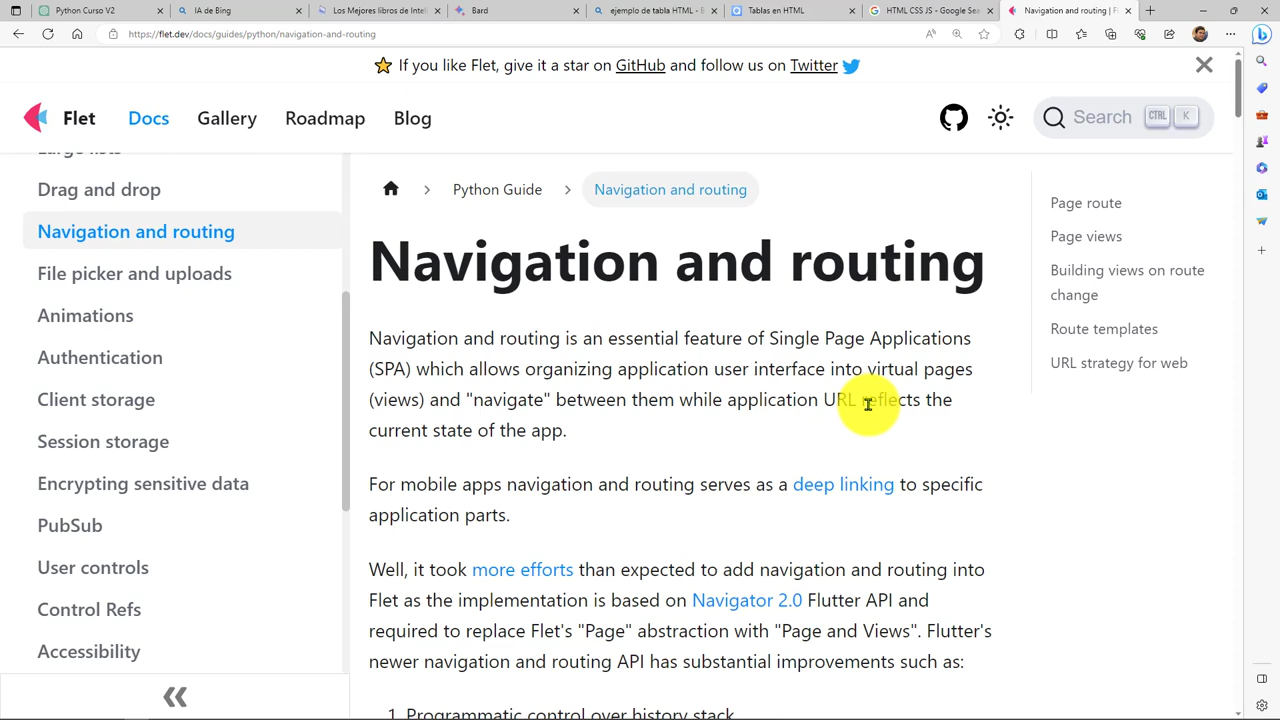 Python Curso V2
IA de Bing
Los Mejores libros de Inteli
Bard
ejemplo de tabla HTML - B
Tablas en HTML
HTML CSS JS - Google Sea
Navigation and routing | F
https://flet.dev/docs/guides/python/navigation-and-routing
If you like Flet, give it a star on GitHub and follow us on Twitter
Flet
Docs
Gallery
Roadmap
Blog
Search
CTRL
K
Large lists
Drag and drop
Navigation and routing
File picker and uploads
Animations
Authentication
Client storage
Session storage
Encrypting sensitive data
PubSub
User controls
Control Refs
Accessibility
Python Guide
Navigation and routing
Navigation and routing
Navigation and routing is an essential feature of Single Page Applications
(SPA) which allows organizing application user interface into virtual pages
(views) and "navigate" between them while application URL reflects the
current state of the app.
For mobile apps navigation and routing serves as a deep linking to specific
application parts.
Well, it took more efforts than expected to add navigation and routing into
Flet as the implementation is based on Navigator 2.0 Flutter API and
required to replace Flet's "Page" abstraction with "Page and Views". Flutter's
newer navigation and routing API has substantial improvements such as:
1. Programmatic control over history stack.
Page route
Page views
Building views on route
change
Route templates
URL strategy for web